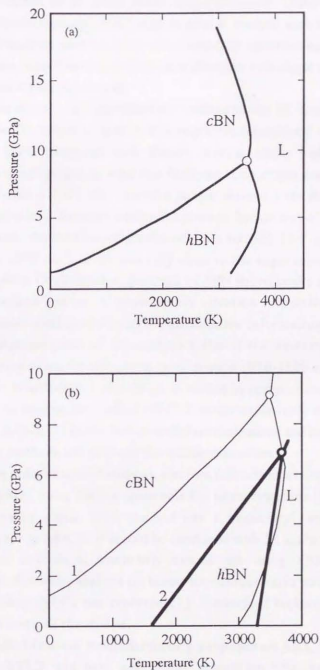 (a)
20
15
10
5
0
Pressure (GPa)
cBN
L
hBN
0
2000
4000
Temperature (K)
(b)
10
8
6
4
2
0
Pressure (GPa)
cBN
L
1
2
hBN
0
1000
2000
3000
4000
Temperature (K)